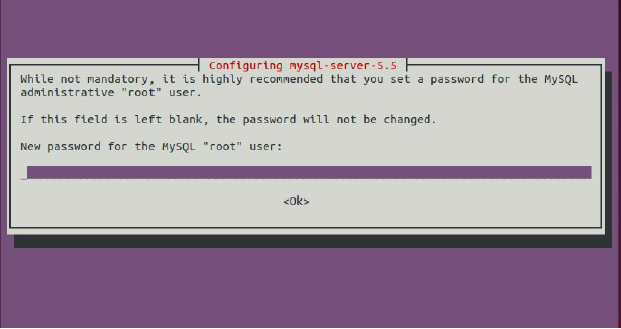 Configuring mysql-server-5.5
While not mandatory, it is highly recommended that you set a password for the MySQL
administrative "root" user.
If this field is left blank, the password will not be changed.
New password for the MySQL "root" user:
<Ok>